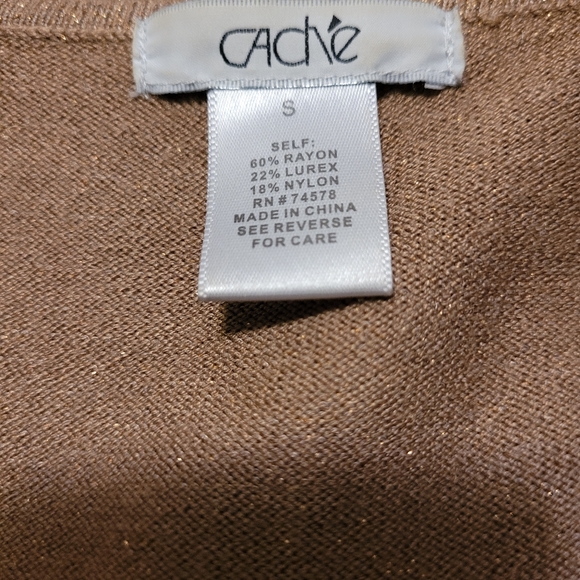 CAChé
S
SELF:
60% RAYON
22% LUREX
18% NYLON
RN # 74578
MADE IN CHINA
SEE REVERSE
FOR CARE